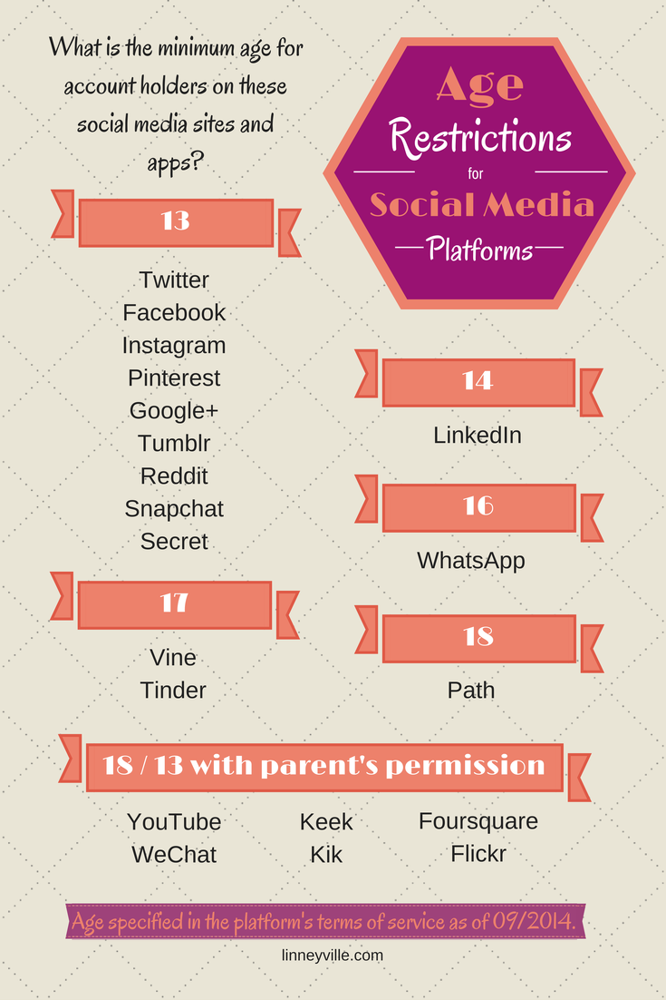 What is the minimum age for
account holders on these
social media sites and
apps?
Age
Restrictions
for
Social Media
Platforms
13
Twitter
Facebook
Instagram
Pinterest
Google+
Tumblr
Reddit
Snapchat
Secret
14
LinkedIn
16
WhatsApp
17
Vine
Tinder
18
Path
18 / 13 with parent's permission
YouTube
WeChat
Keek
Kik
Foursquare
Flickr
Age specified in the platform's terms of service as of 09/2014.
linneyville.com